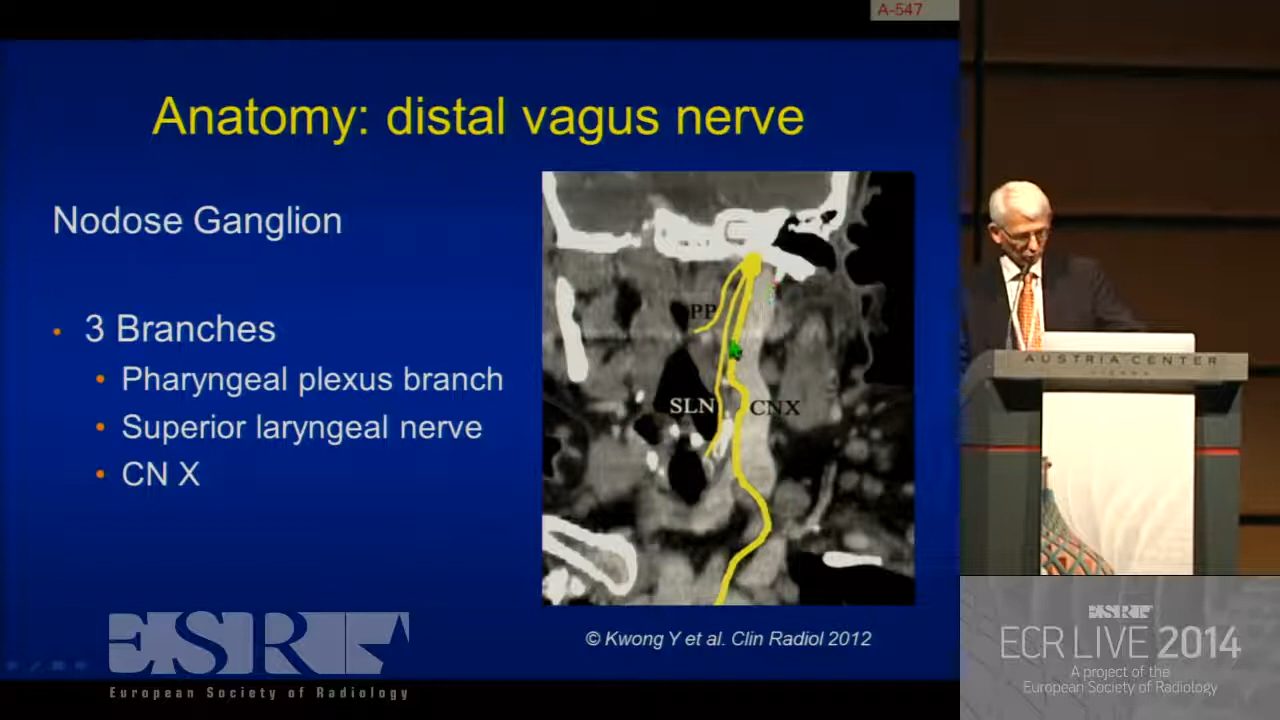 A-547
Anatomy: distal vagus nerve
Nodose Ganglion
• 3 Branches
• Pharyngeal plexus branch
• Superior laryngeal nerve
• CN X
PP
SLN
CNX
© Kwong Y et al. Clin Radiol 2012
ESR
European Society of Radiology
AUSTRIA CENTER
VIENNA
ESR
ECR LIVE 2014
A project of the
European Society of Radiology